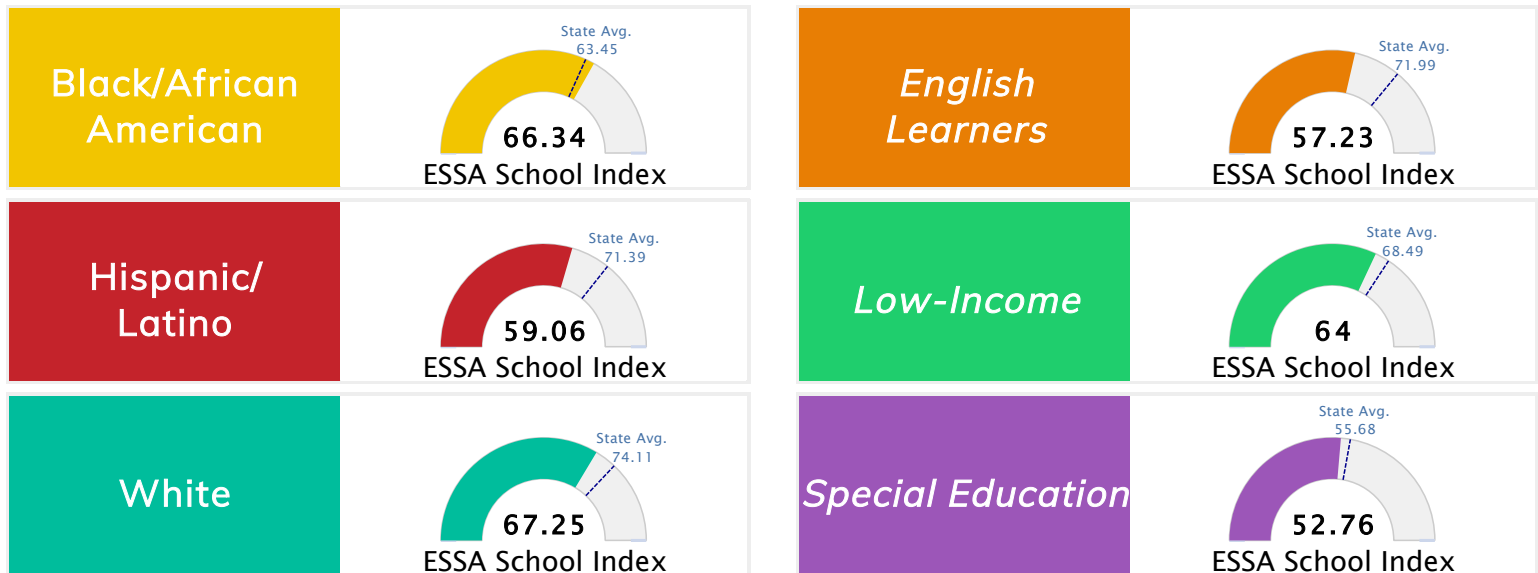 Black/African
American
State Avg.
63.45
66.34
ESSA School Index
English
Learners
State Avg.
71.99
57.23
ESSA School Index
Hispanic/
Latino
State Avg.
71.39
59.06
ESSA School Index
Low-Income
State Avg.
68.49
64
ESSA School Index
White
State Avg.
74.11
67.25
ESSA School Index
Special Education
State Avg.
55.68
52.76
ESSA School Index